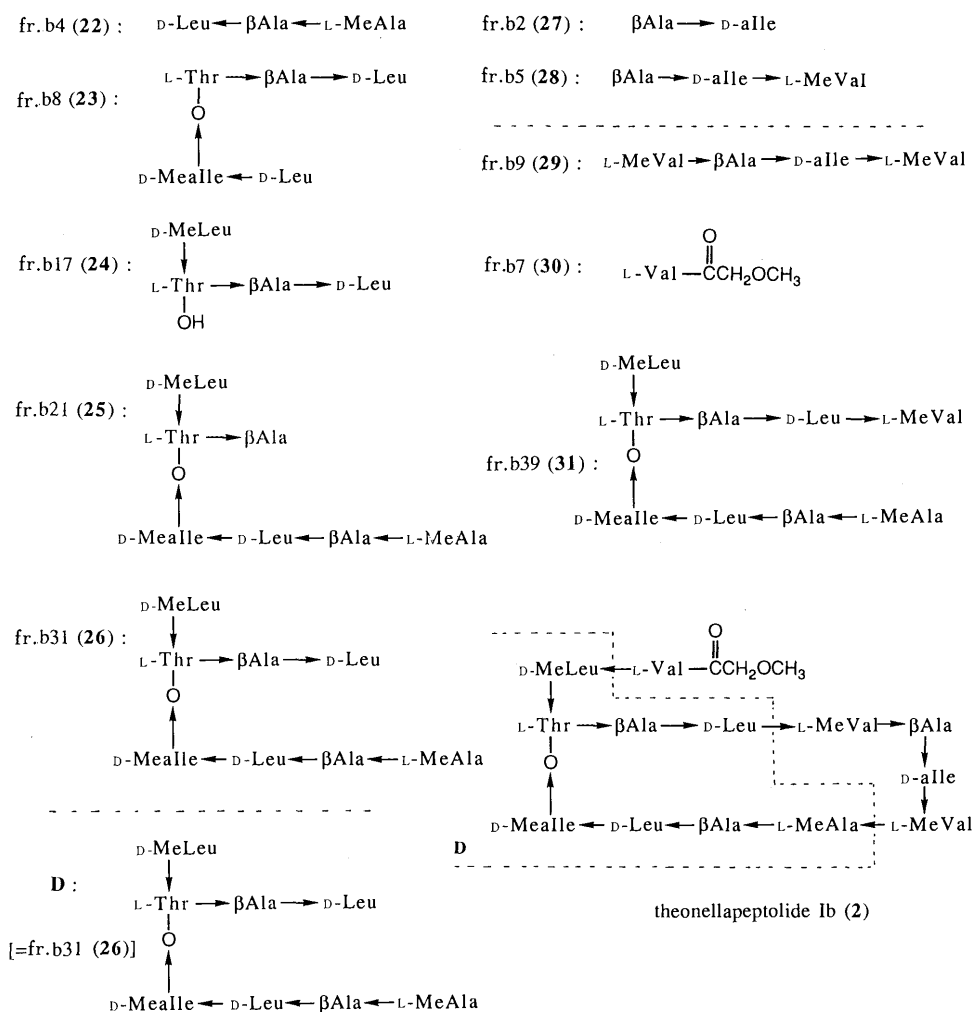 fr.b4 (22) : D-Leu←βAla←L-MeAla
fr.b8 (23) : L-Thr→βAla→D-Leu
O
D-MeaIle←D-Leu
fr.b17 (24) : D-MeLeu
L-Thr→βAla→D-Leu
OH
fr.b21 (25) : D-MeLeu
L-Thr→βAla
O
D-MeaIle←D-Leu←βAla←L-MeAla
fr.b31 (26) : D-MeLeu
L-Thr→βAla→D-Leu
O
D-MeaIle←D-Leu←βAla←L-MeAla
D : D-MeLeu
L-Thr→βAla→D-Leu
[=fr.b31 (26)] O
D-MeaIle←D-Leu←βAla←L-MeAla
fr.b2 (27) : βAla→D-aIle
fr.b5 (28) : βAla→D-aIle→L-MeVal
fr.b9 (29) : L-MeVal→βAla→D-aIle→L-MeVal
O
fr.b7 (30) : L-Val—CCH₂OCH₃
D-MeLeu
L-Thr→βAla→D-Leu→L-MeVal
O
fr.b39 (31) :
D-MeaIle←D-Leu←βAla←L-MeAla
O
D-MeLeu←L-Val—CCH₂OCH₃
L-Thr→βAla→D-Leu→L-MeVal→βAla
O
D-aIle
D-MeaIle←D-Leu←βAla←L-MeAla←L-MeVal
D
theonellapeptolide Ib (2)